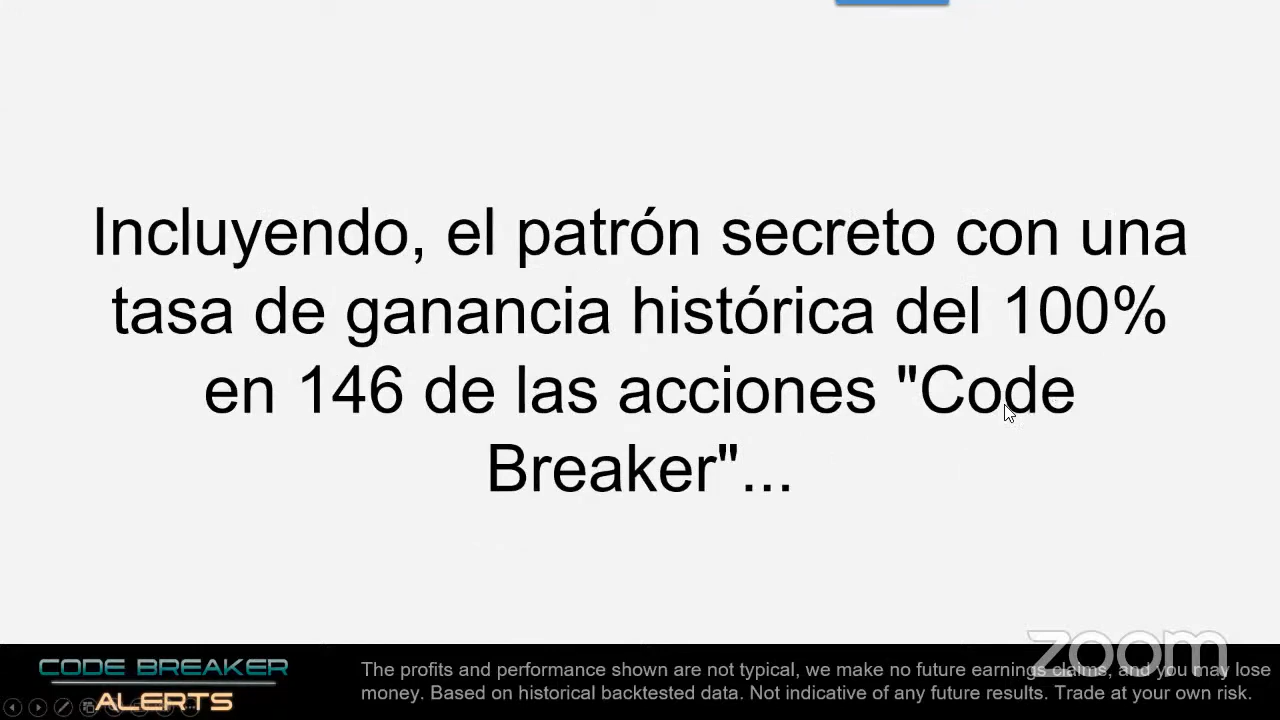 Incluyendo, el patrón secreto con una
tasa de ganancia histórica del 100%
en 146 de las acciones "Code
Breaker"...
zoom
CODE BREAKER
ALERTS
The profits and performance shown are not typical, we make no future earnings claims, and you may lose
money. Based on historical backtested data. Not indicative of any future results. Trade at your own risk.